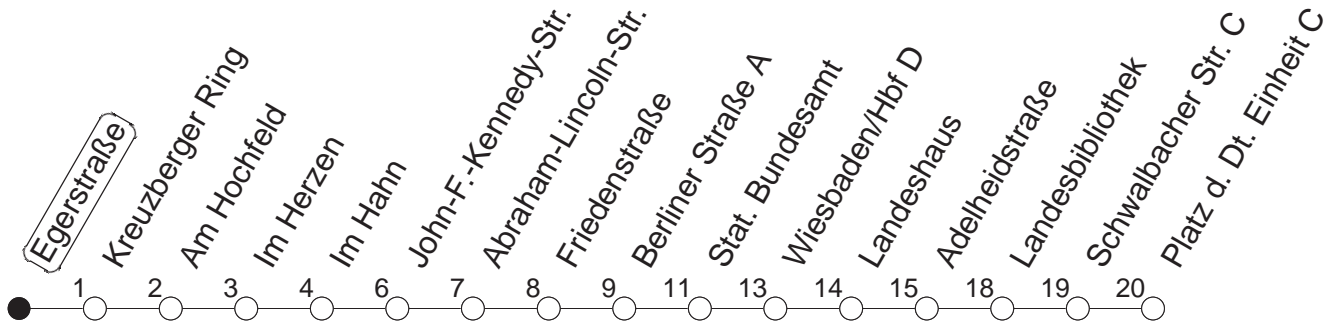 Egerstraße
Kreuzberger Ring
Am Hochfeld
Im Herzen
Im Hahn
John-F.-Kennedy-Str.
Abraham-Lincoln-Str.
Friedenstraße
Berliner Straße A
Stat. Bundesamt
Wiesbaden/Hbf D
Landeshaus
Adelheidstraße
Landesbibliothek
Schwalbacher Str. C
Platz d. Dt. Einheit C
1 2 3 4 6 7 8 9 11 13 14 15 18 19 20